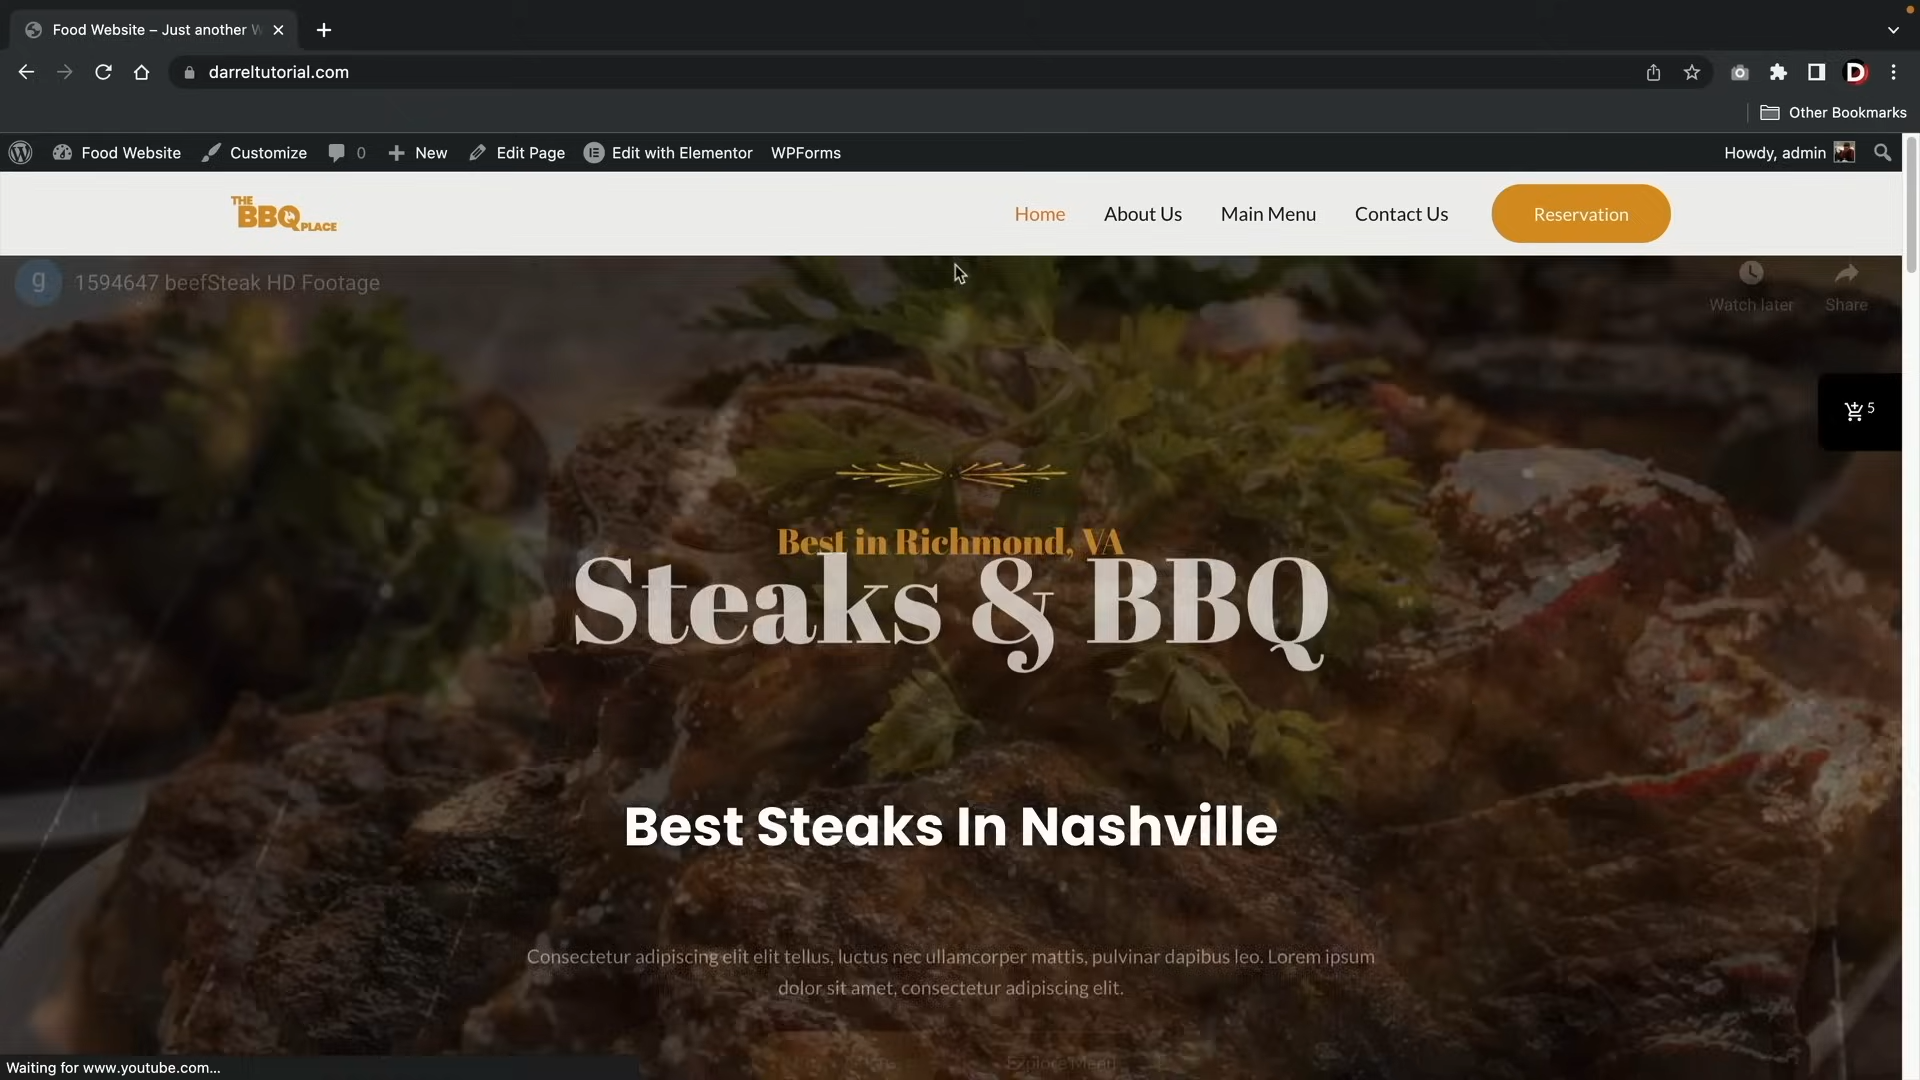 Food Website – Just another W
darreltutorial.com
Other Bookmarks
Food Website Customize 0 New Edit Page Edit with Elementor WPForms Howdy, admin
THE
BBQ
PLACE
Home About Us Main Menu Contact Us Reservation
g 1594647 beefSteak HD Footage
Watch later Share
5
Best in Richmond, VA
Steaks & BBQ
Best Steaks In Nashville
Consectetur adipiscing elit elit tellus, luctus nec ullamcorper mattis, pulvinar dapibus leo. Lorem ipsum
dolor sit amet, consectetur adipiscing elit.
Explore Menu
Waiting for www.youtube.com...